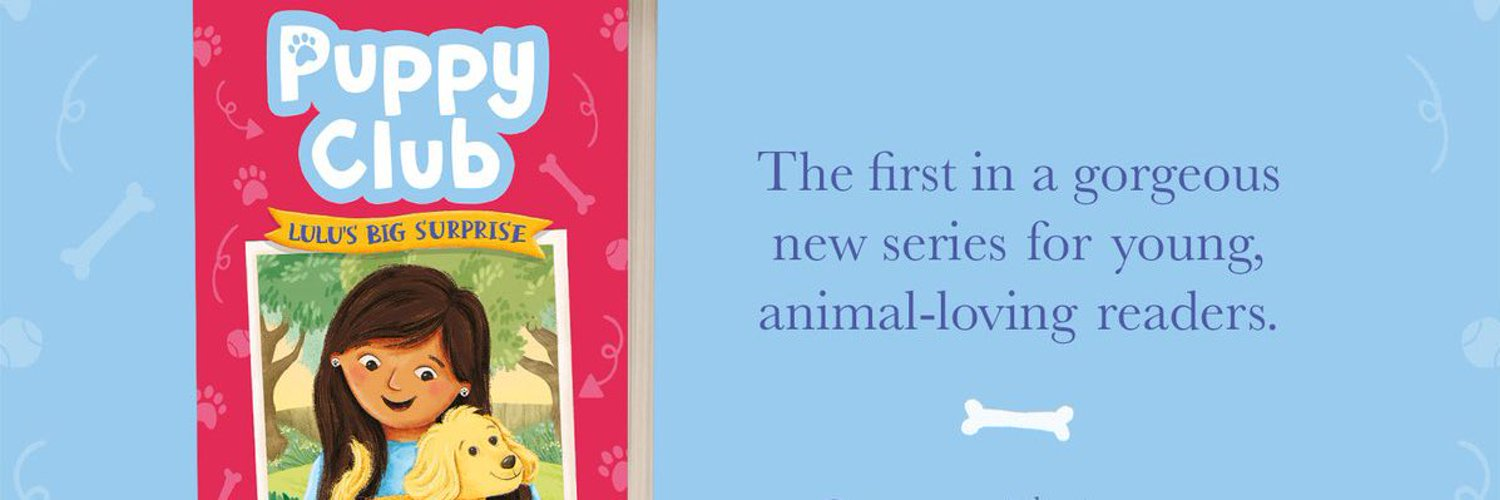 Puppy
Club
LULU'S BIG SURPRISE
The first in a gorgeous
new series for young,
animal-loving readers.